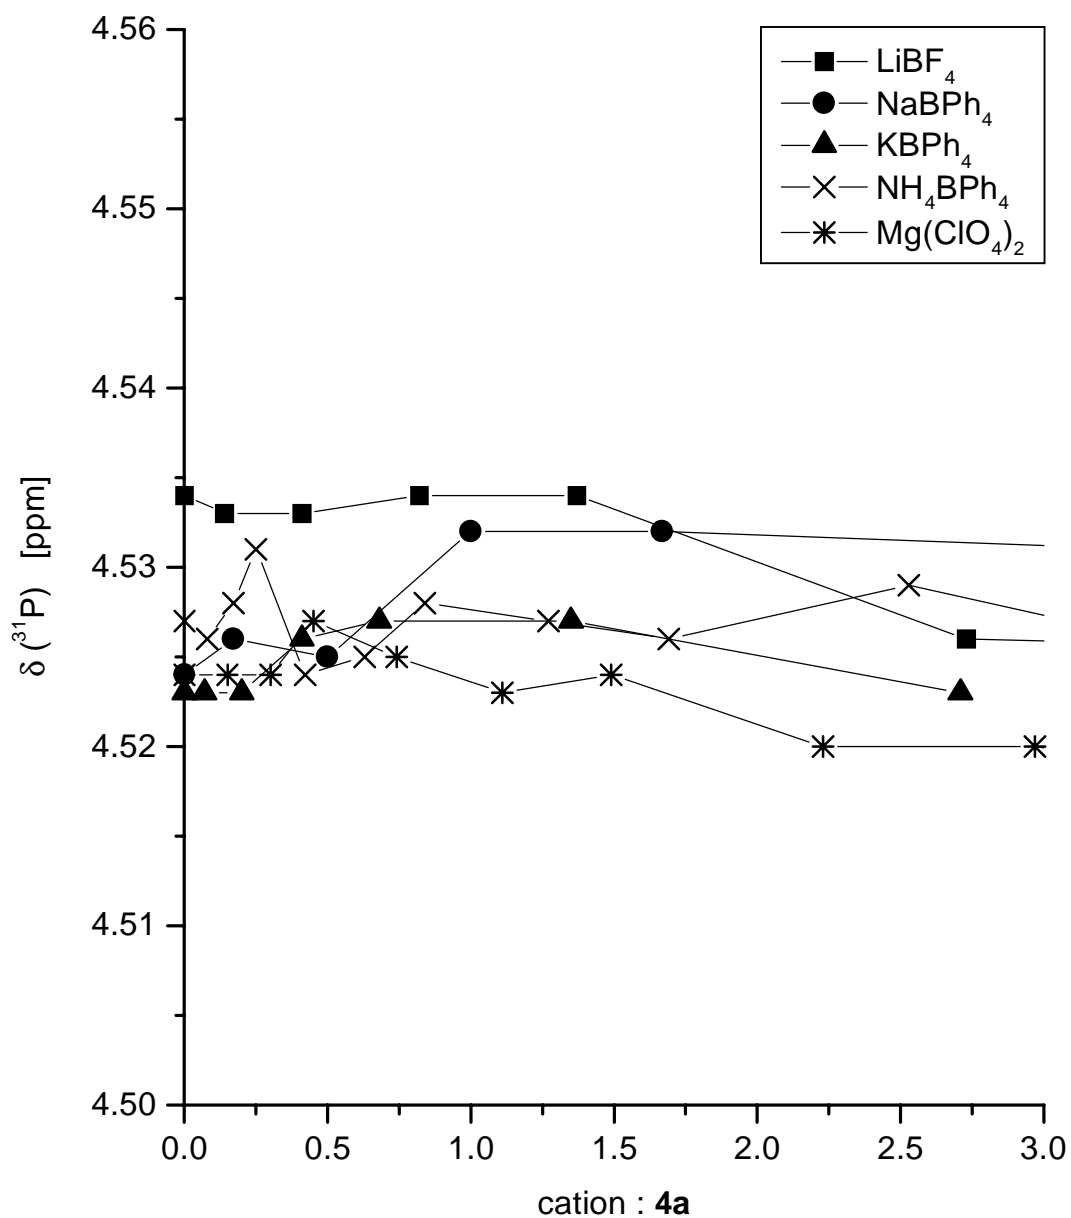 4.56
4.55
4.54
4.53
4.52
4.51
4.50
δ (³¹P) [ppm]
LiBF₄
NaBPh₄
KBPh₄
NH₄BPh₄
Mg(ClO₄)₂
0.0 0.5 1.0 1.5 2.0 2.5 3.0
cation : 4a